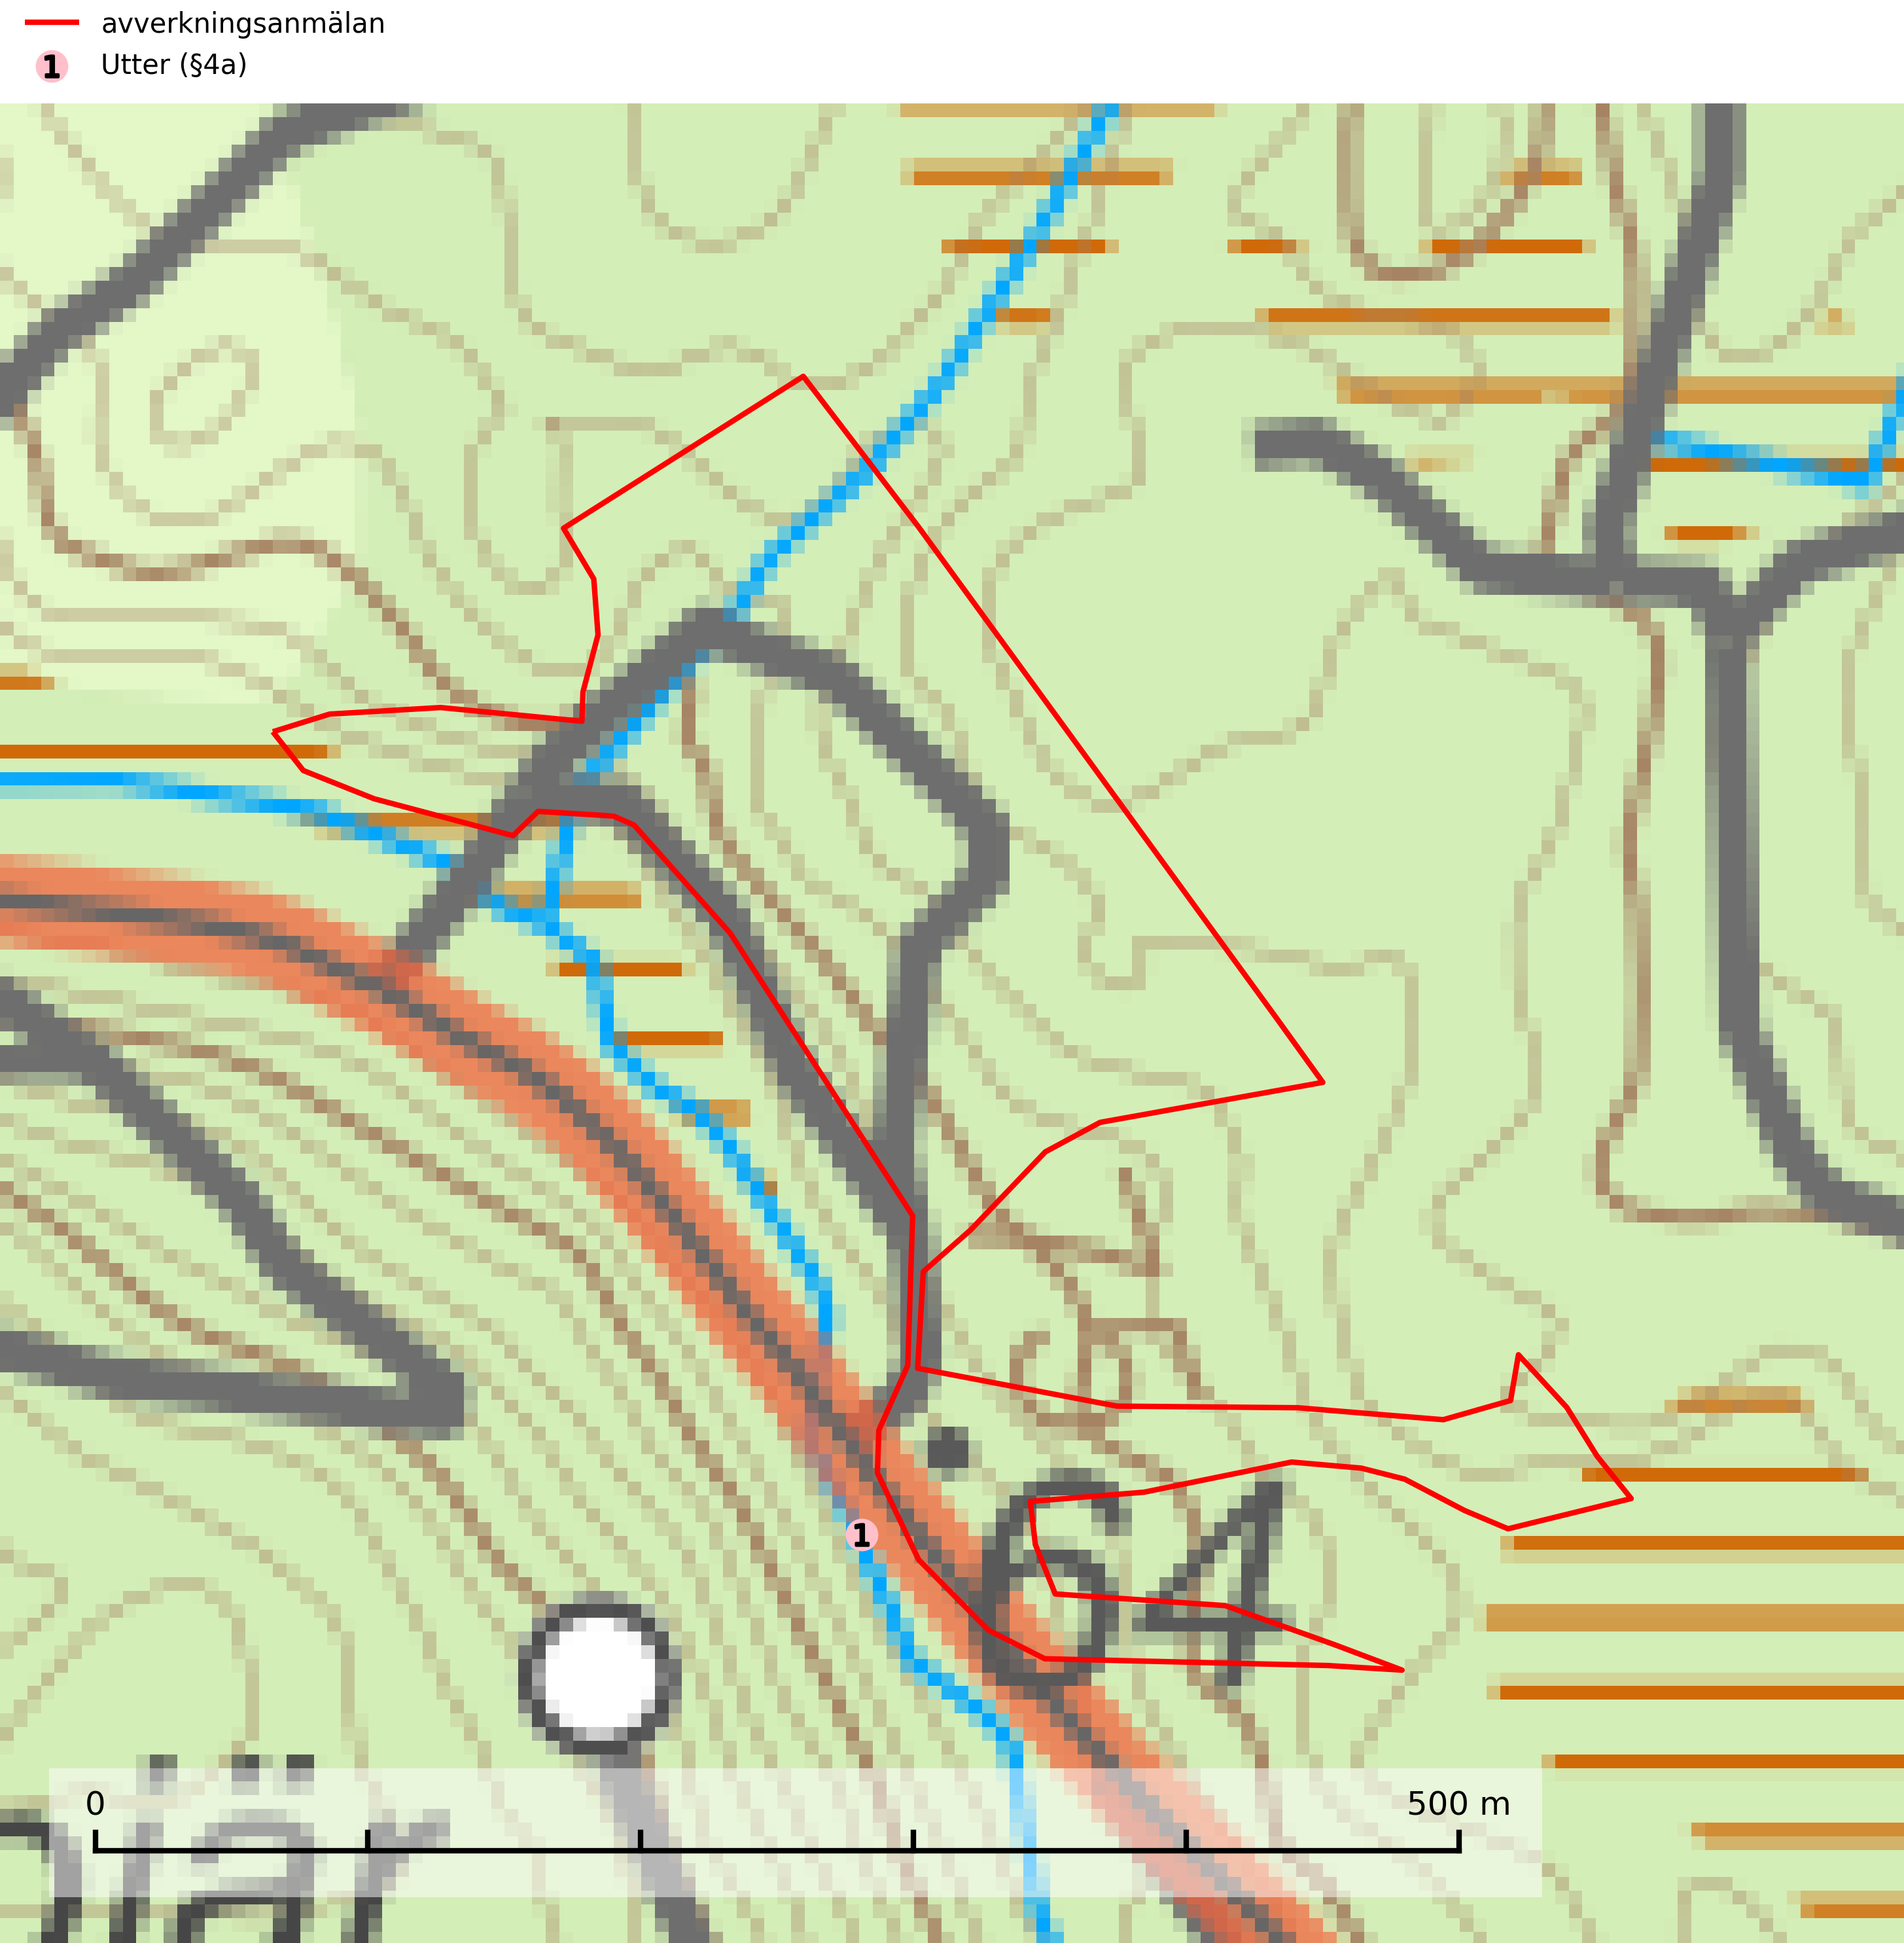 avverkningsanmälan
1 Utter (§4a)
1
64
0 500 m